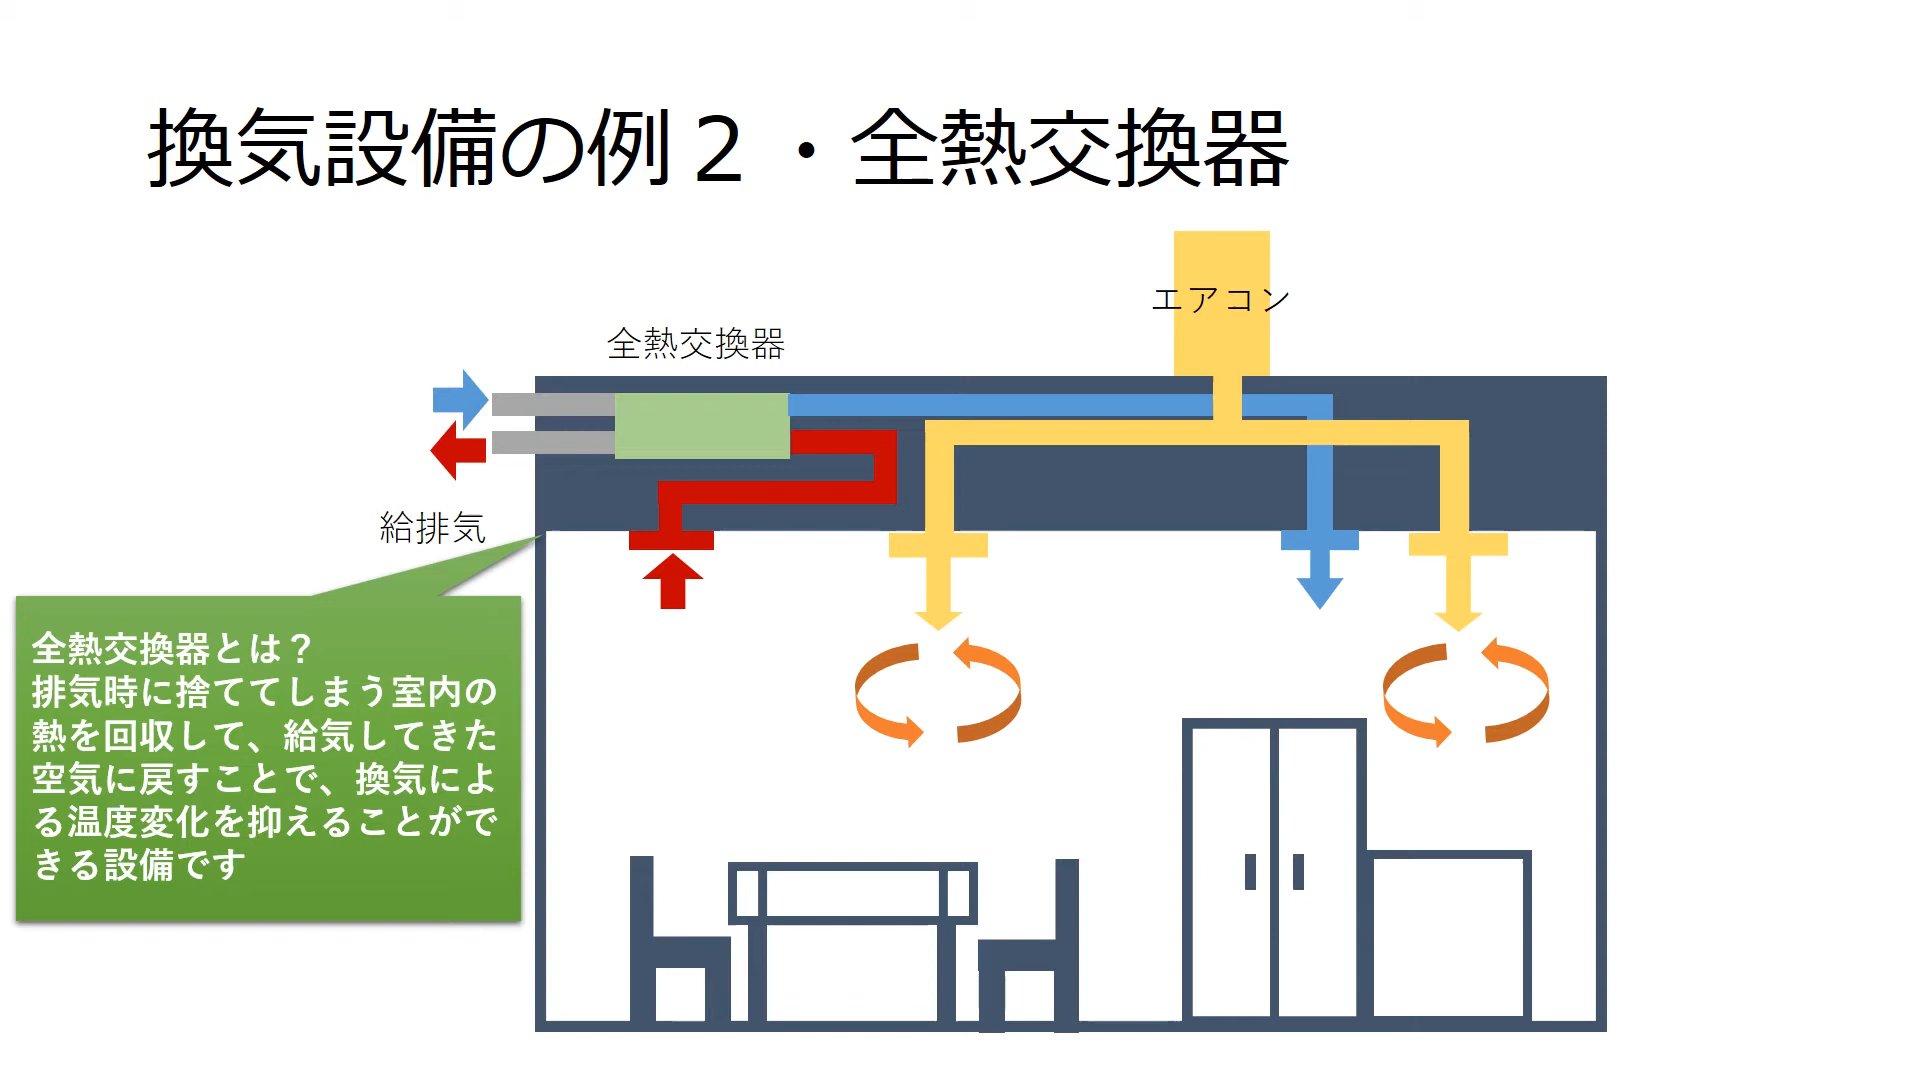 換気設備の例２・全熱交換器
エアコン
全熱交換器
給排気
全熱交換器とは？
排気時に捨ててしまう室内の
熱を回収して、給気してきた
空気に戻すことで、換気によ
る温度変化を抑えることがで
きる設備です